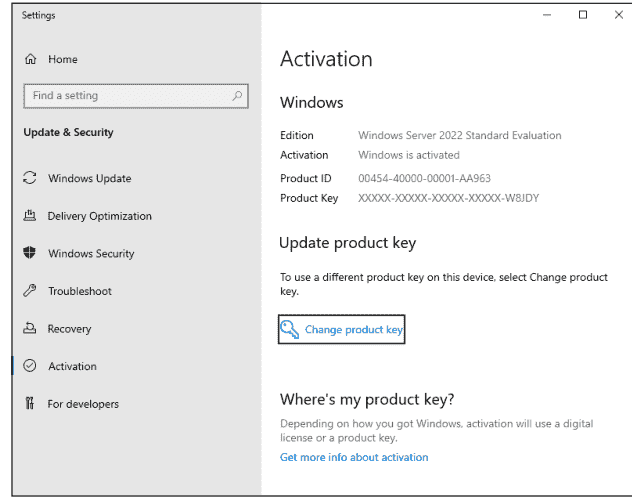 Settings
Home
Find a setting
Update & Security
Windows Update
Delivery Optimization
Windows Security
Troubleshoot
Recovery
Activation
For developers
Activation
Windows
Edition Windows Server 2022 Standard Evaluation
Activation Windows is activated
Product ID 00454-40000-00001-AA963
Product Key XXXXX-XXXXX-XXXXX-XXXXX-W8JDY
Update product key
To use a different product key on this device, select Change product
key.
Change product key
Where's my product key?
Depending on how you got Windows, activation will use a digital
license or a product key.
Get more info about activation